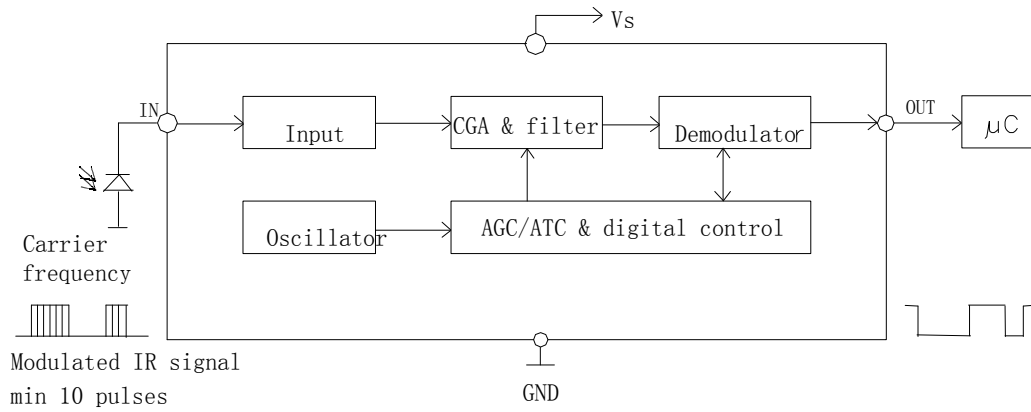 Vs
IN
Input
CGA & filter
Demodulator
OUT
μC
Oscillator
AGC/ATC & digital control
Carrier
frequency
Modulated IR signal
min 10 pulses
GND